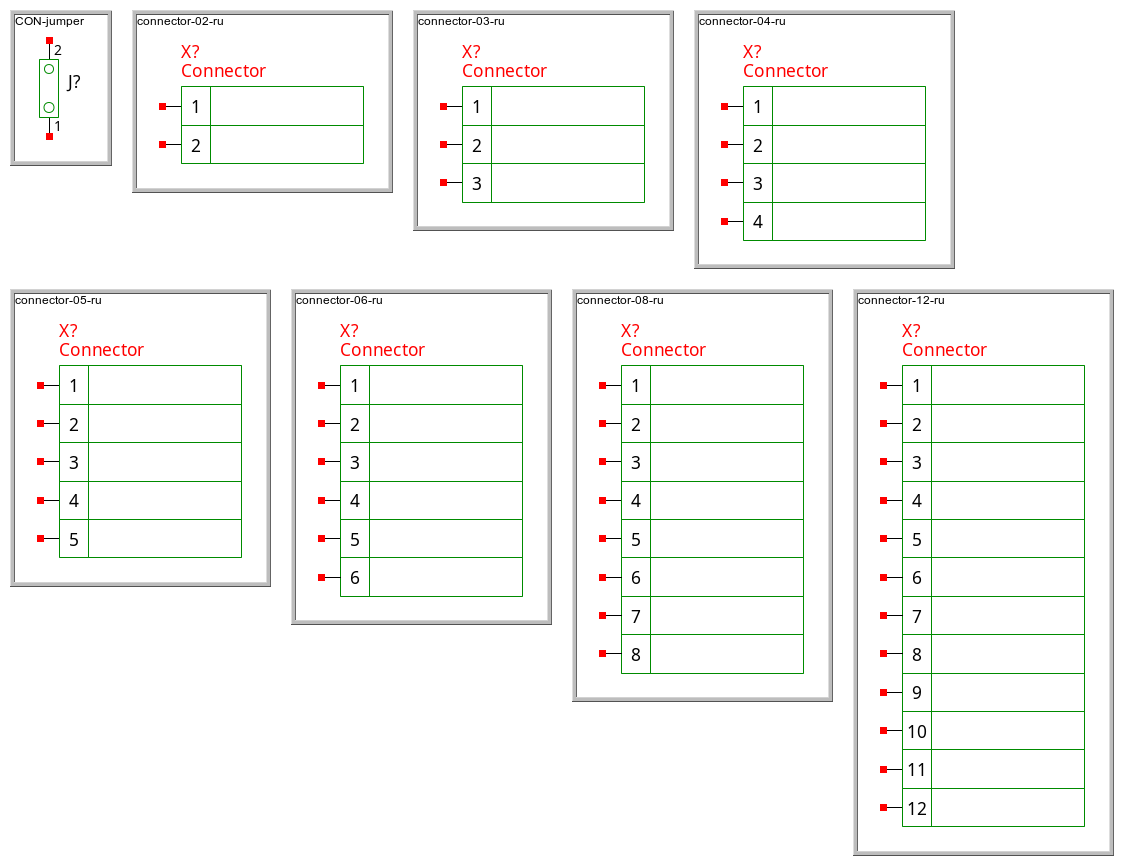 CON-jumper
2
J?
1
connector-02-ru
X?
Connector
1
2
connector-03-ru
X?
Connector
1
2
3
connector-04-ru
X?
Connector
1
2
3
4
connector-05-ru
X?
Connector
1
2
3
4
5
connector-06-ru
X?
Connector
1
2
3
4
5
6
connector-08-ru
X?
Connector
1
2
3
4
5
6
7
8
connector-12-ru
X?
Connector
1
2
3
4
5
6
7
8
9
10
11
12